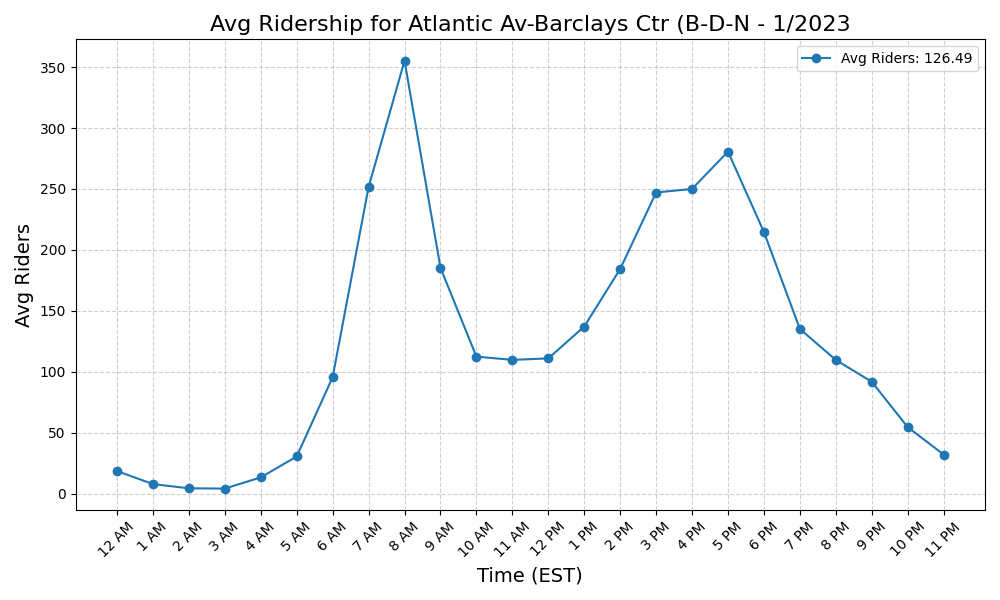 Avg Ridership for Atlantic Av-Barclays Ctr (B-D-N - 1/2023
Avg Riders: 126.49
Avg Riders
350
300
250
200
150
100
50
0
12 AM
1 AM
2 AM
3 AM
4 AM
5 AM
6 AM
7 AM
8 AM
9 AM
10 AM
11 AM
12 PM
1 PM
2 PM
3 PM
4 PM
5 PM
6 PM
7 PM
8 PM
9 PM
10 PM
11 PM
Time (EST)